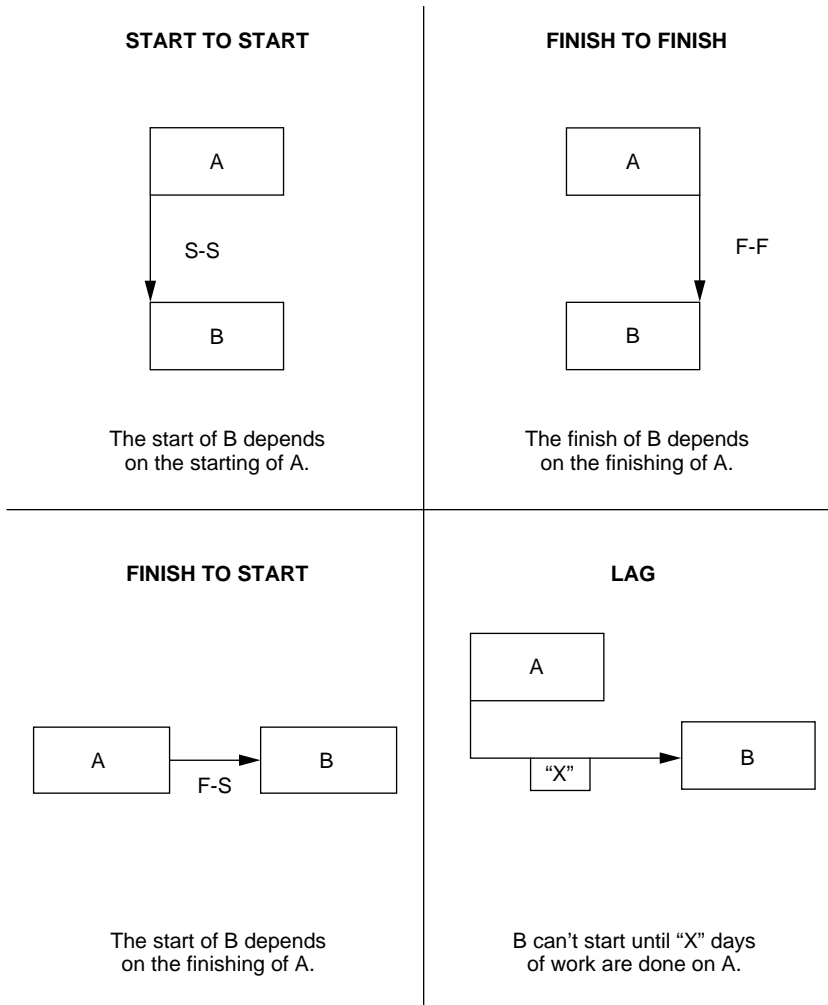 START TO START
A
S-S
B
The start of B depends
on the starting of A.
FINISH TO FINISH
A
F-F
B
The finish of B depends
on the finishing of A.
FINISH TO START
A
F-S
B
The start of B depends
on the finishing of A.
LAG
A
“X”
B
B can’t start until “X” days
of work are done on A.